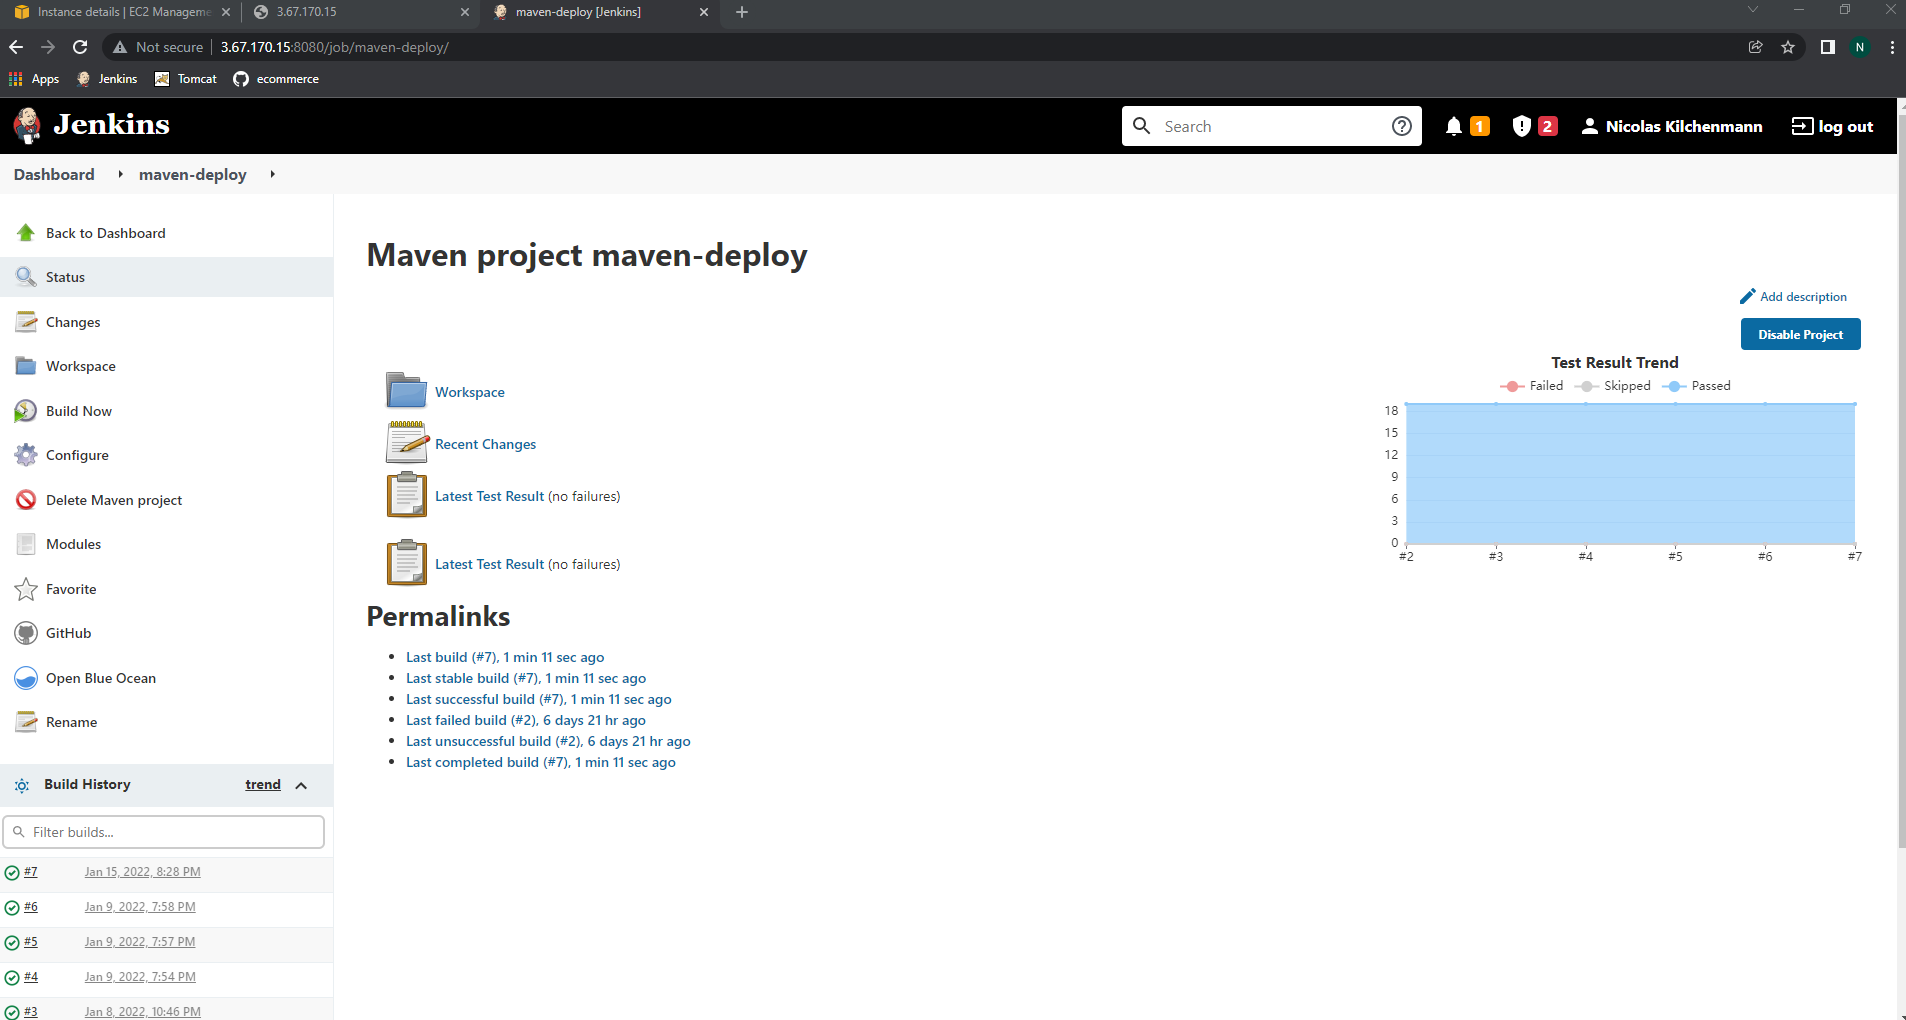 Instance details | EC2 Manageme
3.67.170.15
maven-deploy [Jenkins]
Not secure | 3.67.170.15:8080/job/maven-deploy/
N
Apps
Jenkins
Tomcat
ecommerce
Jenkins
Search
1
2
Nicolas Kilchenmann
log out
Dashboard
maven-deploy
Back to Dashboard
Status
Changes
Workspace
Build Now
Configure
Delete Maven project
Modules
Favorite
GitHub
Open Blue Ocean
Rename
Build History
trend
Filter builds...
#7 Jan 15, 2022, 8:28 PM
#6 Jan 9, 2022, 7:58 PM
#5 Jan 9, 2022, 7:57 PM
#4 Jan 9, 2022, 7:54 PM
#3 Jan 8, 2022, 10:46 PM
Maven project maven-deploy
Add description
Disable Project
Workspace
Recent Changes
Latest Test Result (no failures)
Latest Test Result (no failures)
Permalinks
Last build (#7), 1 min 11 sec ago
Last stable build (#7), 1 min 11 sec ago
Last successful build (#7), 1 min 11 sec ago
Last failed build (#2), 6 days 21 hr ago
Last unsuccessful build (#2), 6 days 21 hr ago
Last completed build (#7), 1 min 11 sec ago
Test Result Trend
Failed Skipped Passed
18
15
12
9
6
3
0
#2 #3 #4 #5 #6 #7